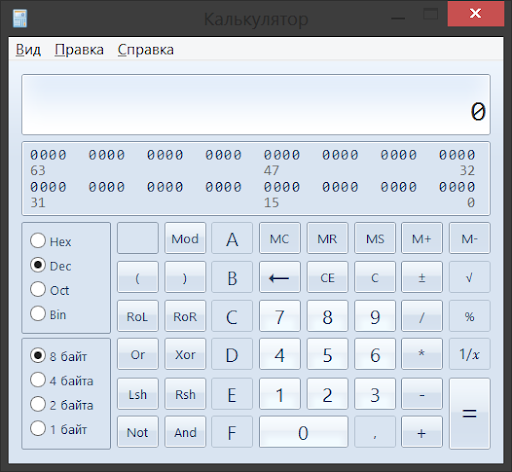 Калькулятор
Вид Правка Справка
0
0000 0000 0000 0000 0000 0000 0000 0000
63 47 32
0000 0000 0000 0000 0000 0000 0000 0000
31 15 0
Hex Mod A MC MR MS M+ M-
Dec ( ) B ← CE C ± √
Oct RoL RoR C 7 8 9 / %
Bin
8 байт Or Xor D 4 5 6 * 1/x
4 байта Lsh Rsh E 1 2 3 - =
2 байта
1 байт Not And F 0 , +